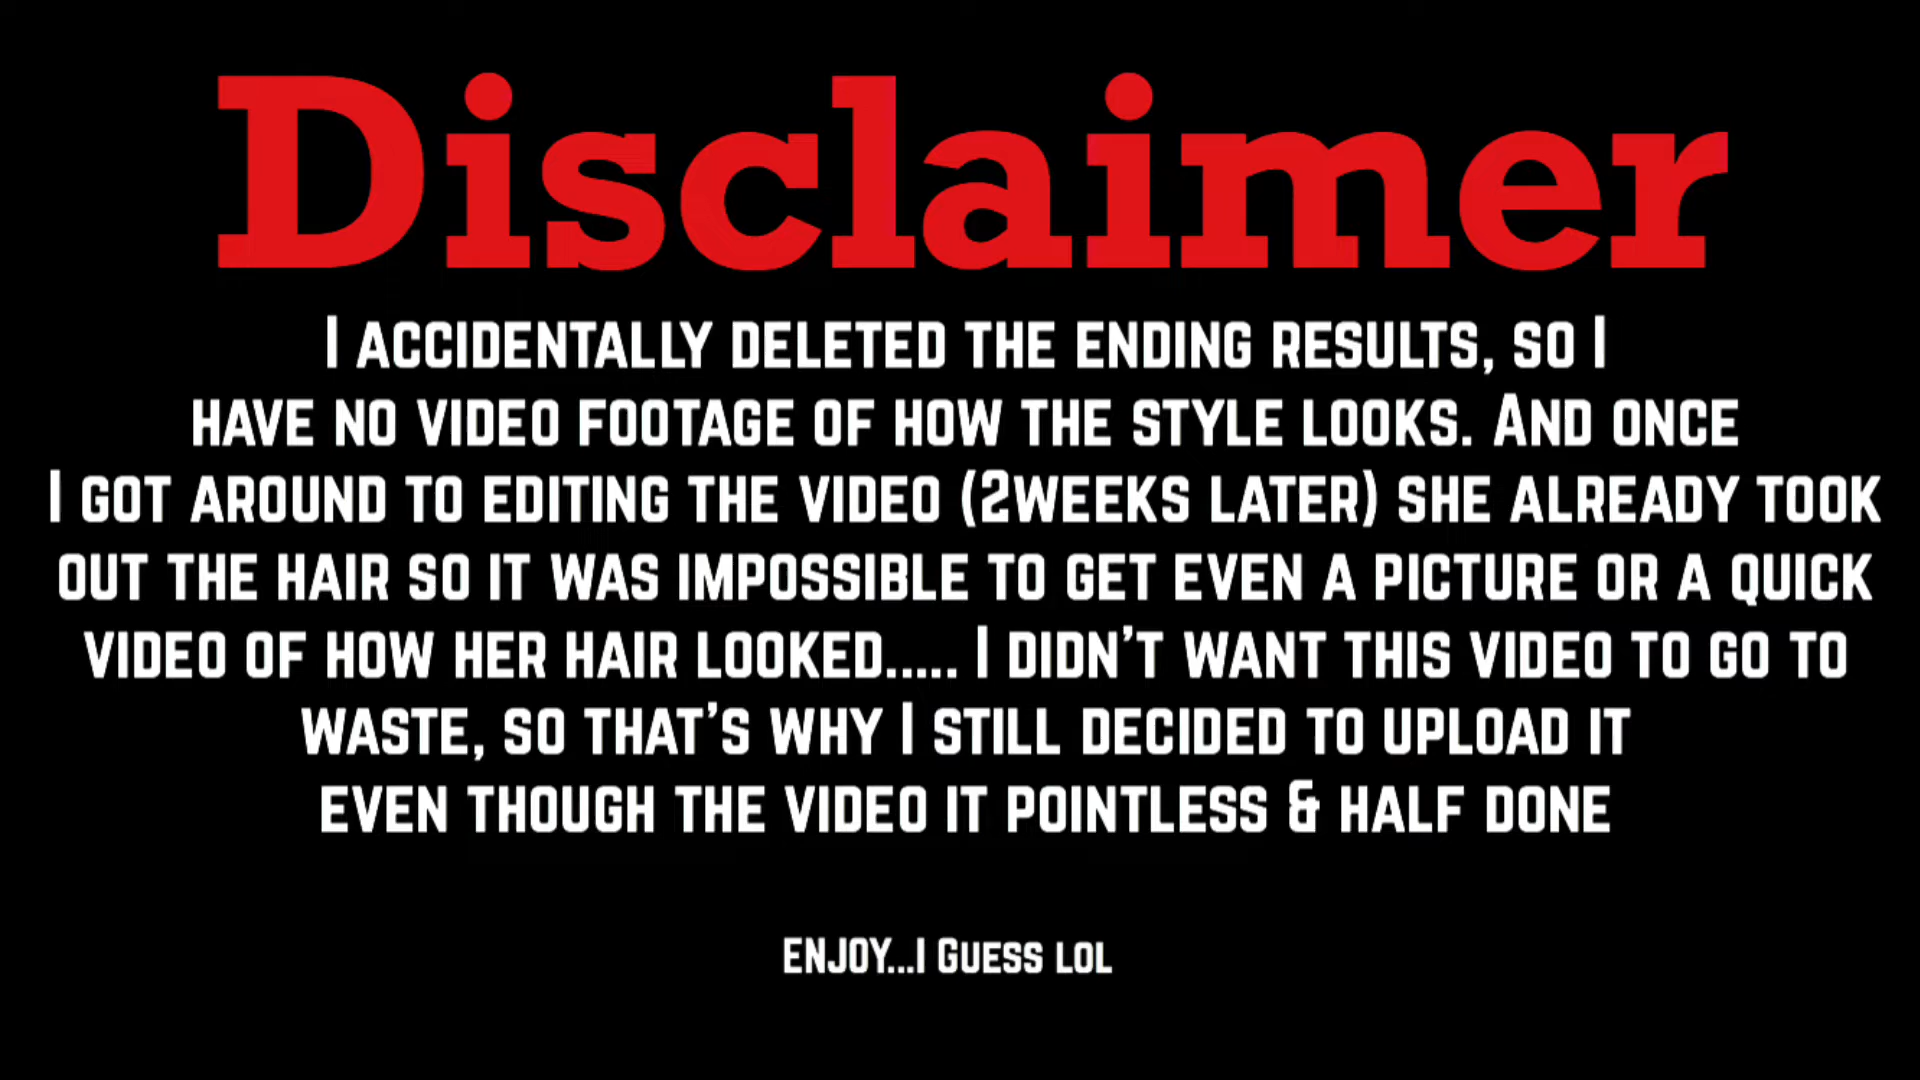 Disclaimer
I accidentally deleted the ending results, so I
have no video footage of how the style looks. And once
I got around to editing the video (2weeks later) she already took
out the hair so it was impossible to get even a picture or a quick
video of how her hair looked..... I didn't want this video to go to
waste, so that's why I still decided to upload it
even though the video it pointless & half done
ENJOY...I Guess lol